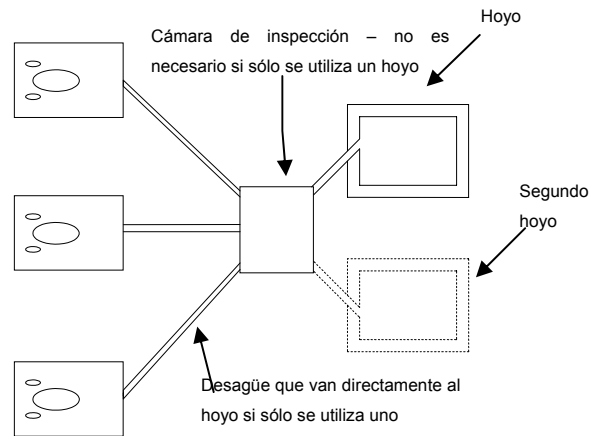 Hoyo
Cámara de inspección – no es
necesario si sólo se utiliza un hoyo
Segundo
hoyo
Desagüe que van directamente al
hoyo si sólo se utiliza uno